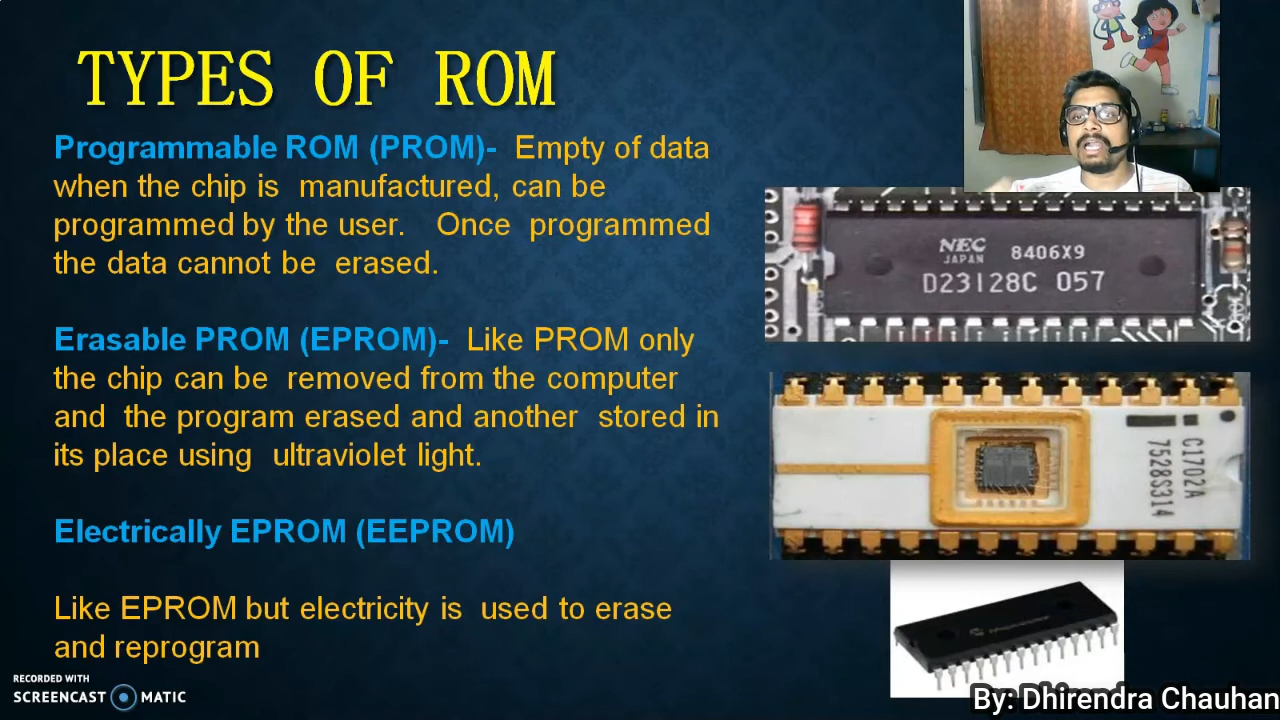 TYPES OF ROM
Programmable ROM (PROM)- Empty of data
when the chip is manufactured, can be
programmed by the user. Once programmed
the data cannot be erased.
Erasable PROM (EPROM)- Like PROM only
the chip can be removed from the computer
and the program erased and another stored in
its place using ultraviolet light.
Electrically EPROM (EEPROM)
Like EPROM but electricity is used to erase
and reprogram
NEC
JAPAN
8406X9
D23128C 057
C1702A
7528S314
RECORDED WITH
SCREENCAST MATIC
By: Dhirendra Chauhan